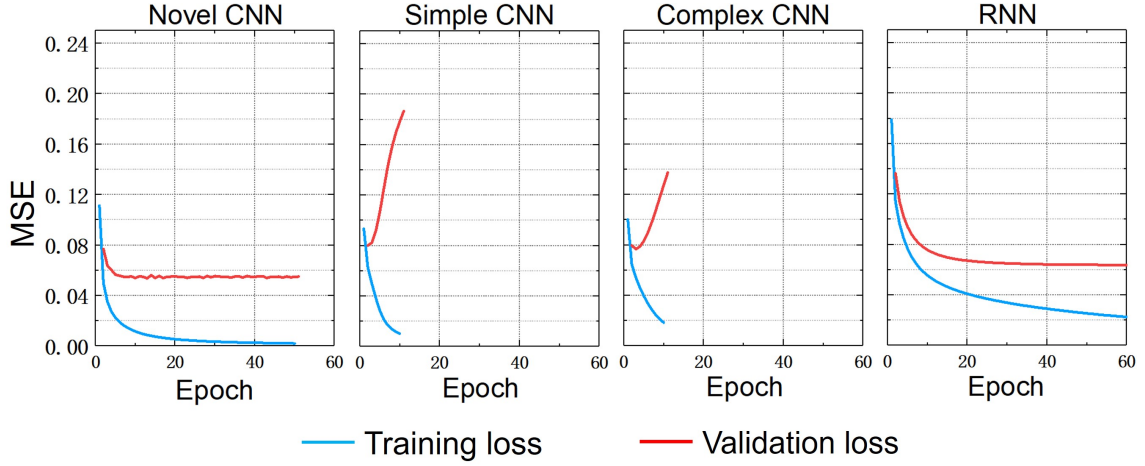 Novel CNN Simple CNN Complex CNN RNN
0.24
0.20
0.16
0.12
0.08
0.04
0.00
MSE
0 20 40 60 0 20 40 60 0 20 40 60 0 20 40 60
Epoch Epoch Epoch Epoch
Training loss Validation loss